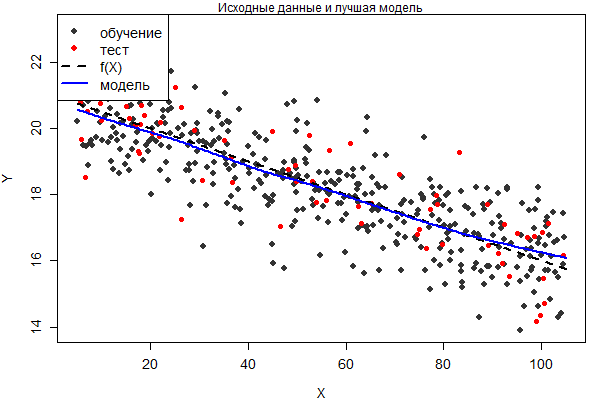 Исходные данные и лучшая модель
обучение
тест
f(X)
модель
Y
22
20
18
16
14
20
40
60
80
100
X